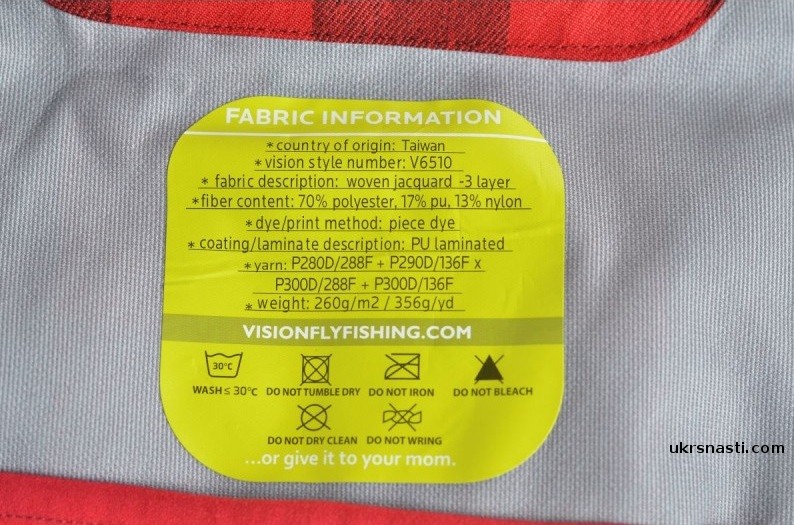 FABRIC INFORMATION
* country of origin: Taiwan
* vision style number: V6510
* fabric description: woven jacquard -3 layer
* fiber content: 70% polyester, 17% pu, 13% nylon
* dye/print method: piece dye
* coating/laminate description: PU laminated
* yarn: P280D/288F + P290D/136F x
P300D/288F + P300D/136F
* weight: 260g/m2 / 356g/yd
VISIONFLYFISHING.COM
30°C
WASH ≤ 30°C DO NOT TUMBLE DRY DO NOT IRON DO NOT BLEACH
DO NOT DRY CLEAN DO NOT WRING
...or give it to your mom.
ukrsnasti.com